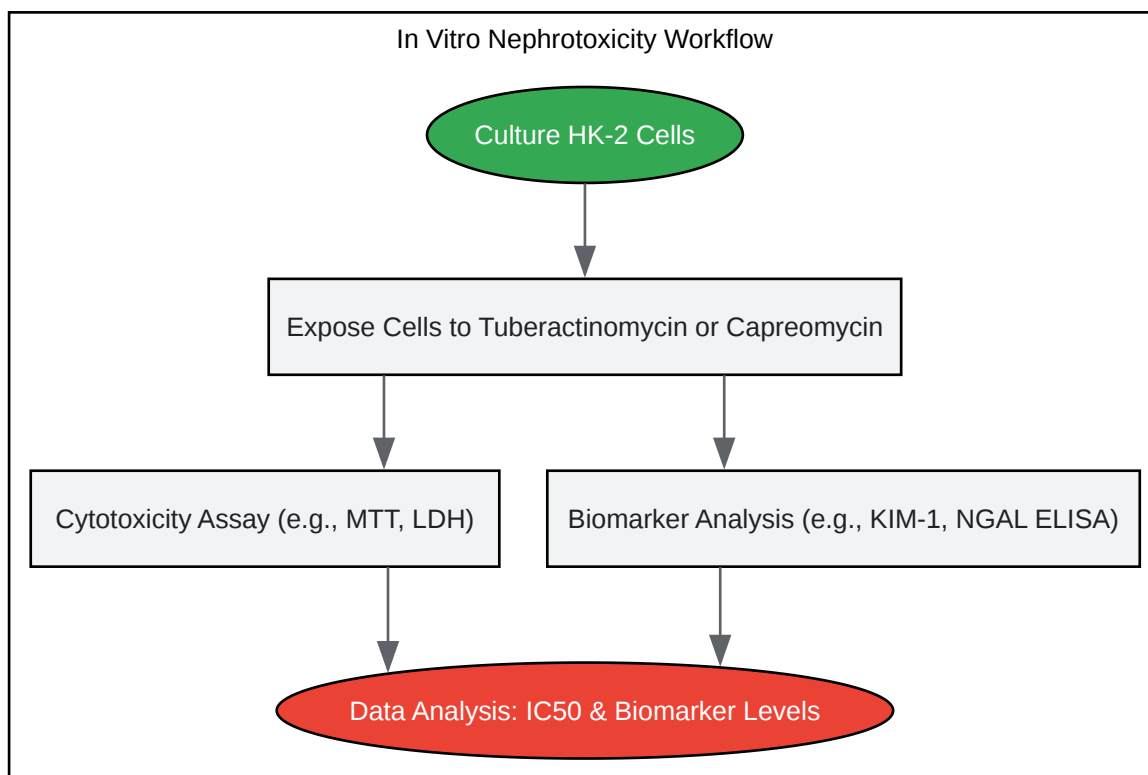 In Vitro Nephrotoxicity Workflow
Culture HK-2 Cells
Expose Cells to Tuberactinomycin or Capreomycin
Cytotoxicity Assay (e.g., MTT, LDH)
Biomarker Analysis (e.g., KIM-1, NGAL ELISA)
Data Analysis: IC50 & Biomarker Levels